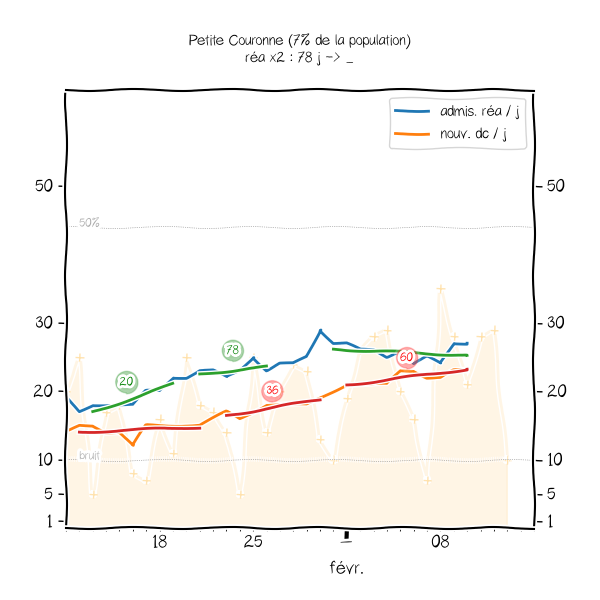 Petite Couronne (7% de la population)
réa x2 : 78 j -> _
admis. réa / j
nouv. dc / j
50 50
50%
30 30
78
20
60
36
20 20
bruit
10 10
5 5
1 1
18 25 _ 08
févr.